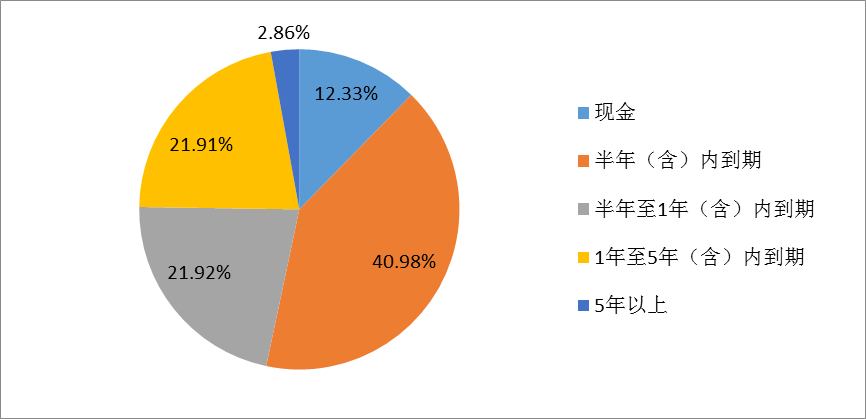 2.86%
12.33%
21.91%
40.98%
21.92%
现金
半年（含）内到期
半年至1年（含）内到期
1年至5年（含）内到期
5年以上